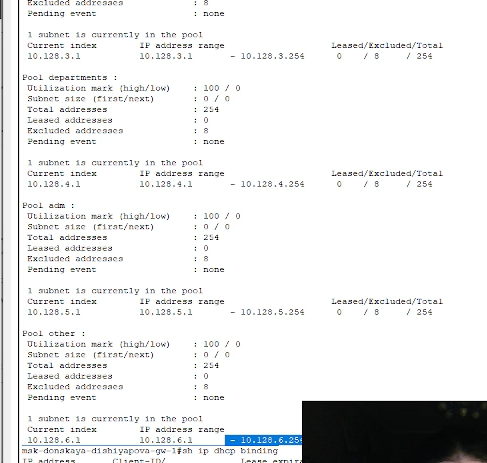 Excluded addresses : 8
Pending event : none
1 subnet is currently in the pool
Current index IP address range Leased/Excluded/Total
10.128.3.1 10.128.3.1 - 10.128.3.254 0 / 8 / 254
Pool departments :
Utilization mark (high/low) : 100 / 0
Subnet size (first/next) : 0 / 0
Total addresses : 254
Leased addresses : 0
Excluded addresses : 8
Pending event : none
1 subnet is currently in the pool
Current index IP address range Leased/Excluded/Total
10.128.4.1 10.128.4.1 - 10.128.4.254 0 / 8 / 254
Pool adm :
Utilization mark (high/low) : 100 / 0
Subnet size (first/next) : 0 / 0
Total addresses : 254
Leased addresses : 0
Excluded addresses : 8
Pending event : none
1 subnet is currently in the pool
Current index IP address range Leased/Excluded/Total
10.128.5.1 10.128.5.1 - 10.128.5.254 0 / 8 / 254
Pool other :
Utilization mark (high/low) : 100 / 0
Subnet size (first/next) : 0 / 0
Total addresses : 254
Leased addresses : 0
Excluded addresses : 8
Pending event : none
1 subnet is currently in the pool
Current index IP address range
10.128.6.1 10.128.6.1 - 10.128.6.254
msk-donskaya-dishiyapova-gw-1#sh ip dhcp binding
IP address Client-ID/ Lease